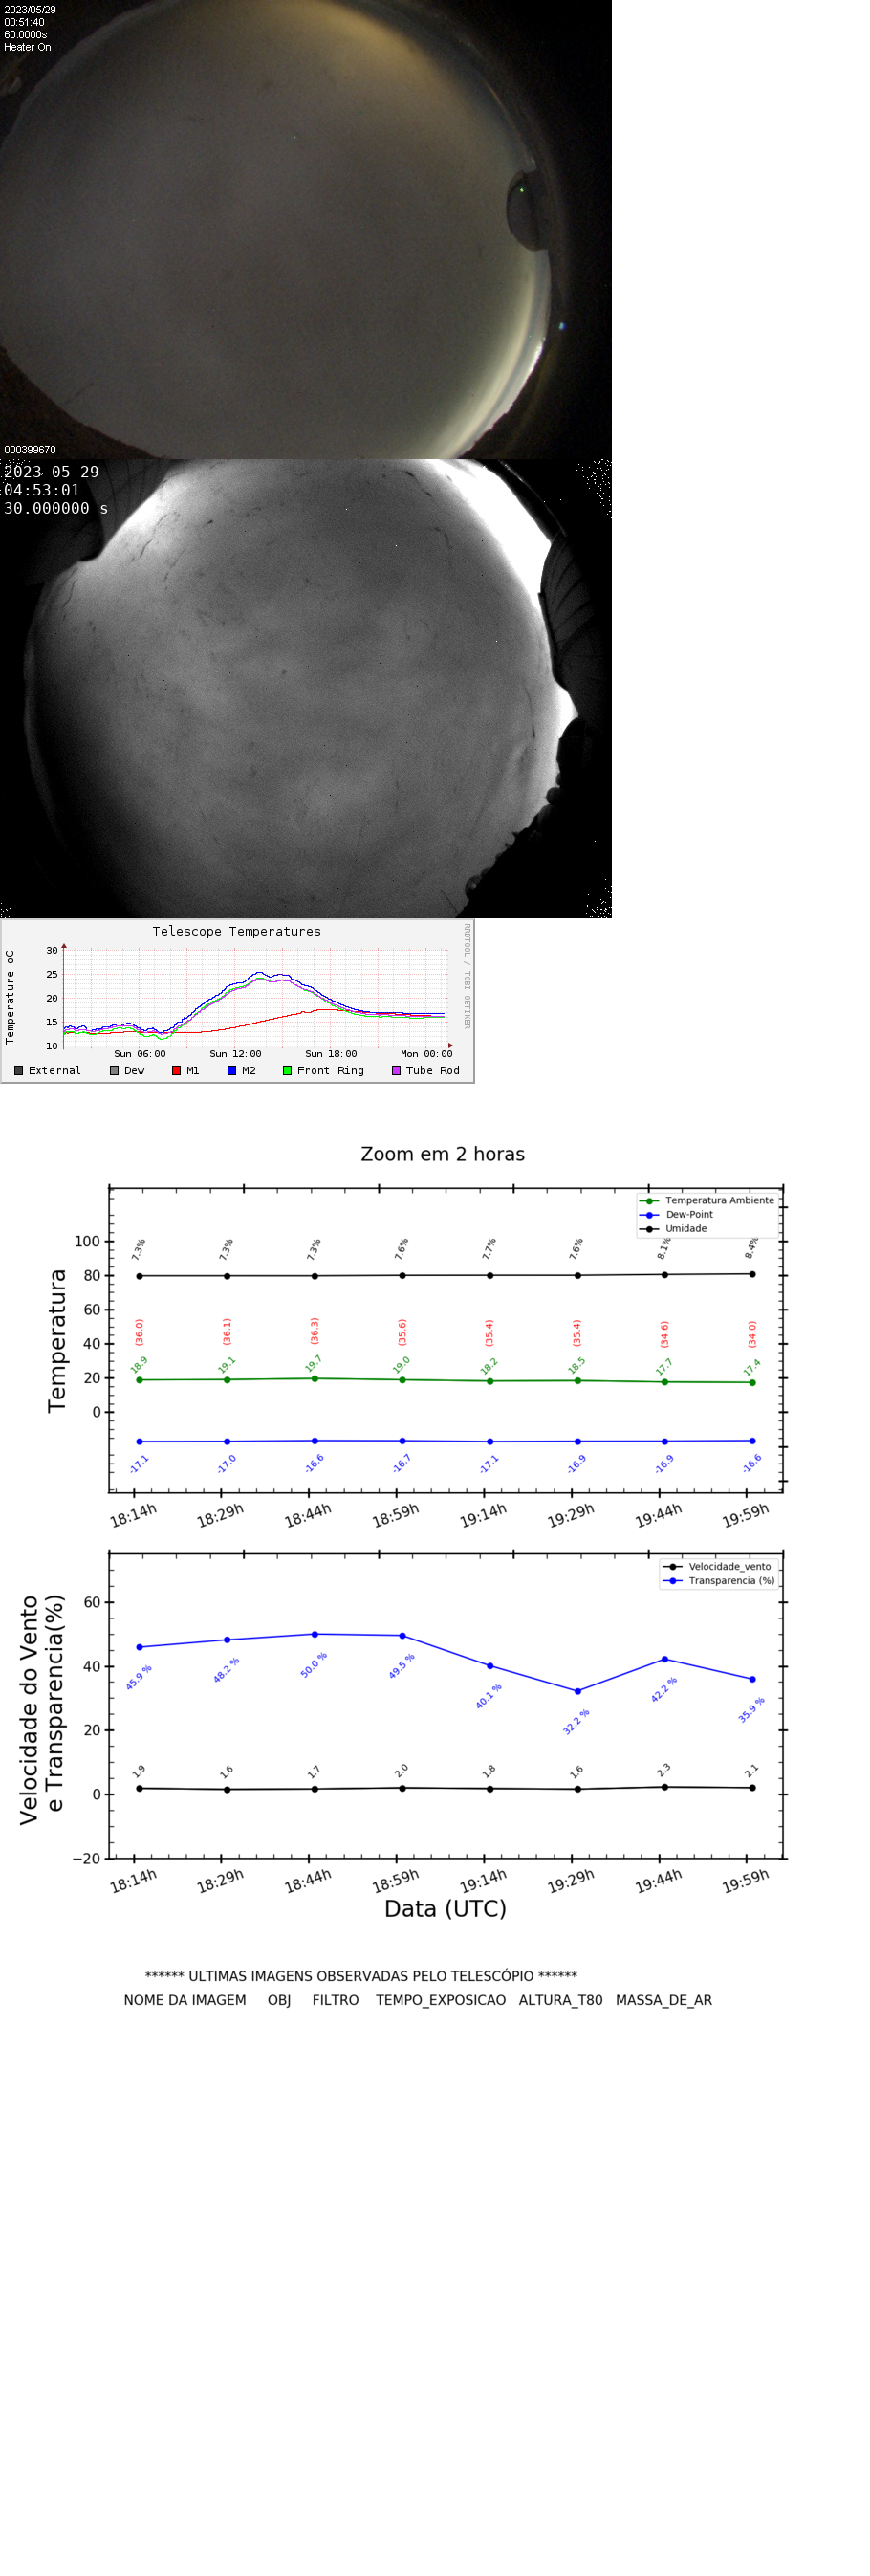 2023/05/29
00:51:40
60.0000s
Heater On
000399670
2023-05-29
04:53:01
30.000000 s
Telescope Temperatures
RRDTOOL / TOBI OETIKER
Temperature oC
30
25
20
15
10
Sun 06:00 Sun 12:00 Sun 18:00 Mon 00:00
External Dew M1 M2 Front Ring Tube Rod
Zoom em 2 horas
Temperatura Ambiente
Dew-Point
Umidade
Temperatura
100
80
60
40
20
0
7.3% 7.3% 7.3% 7.6% 7.7% 7.6% 8.1% 8.4%
(36.0) (36.1) (36.3) (35.6) (35.4) (35.4) (34.6) (34.0)
18.9 19.1 19.7 19.0 18.2 18.5 17.7 17.4
-17.1 -17.0 -16.6 -16.7 -17.1 -16.9 -16.9 -16.6
18:14h 18:29h 18:44h 18:59h 19:14h 19:29h 19:44h 19:59h
Velocidade_vento
Transparencia (%)
Velocidade do Vento
e Transparencia(%)
60
40
20
0
−20
45.9 % 48.2 % 50.0 % 49.5 % 40.1 % 32.2 % 42.2 % 35.9 %
1.9 1.6 1.7 2.0 1.8 1.6 2.3 2.1
18:14h 18:29h 18:44h 18:59h 19:14h 19:29h 19:44h 19:59h
Data (UTC)
****** ULTIMAS IMAGENS OBSERVADAS PELO TELESCÓPIO ******
NOME DA IMAGEM OBJ FILTRO TEMPO_EXPOSICAO ALTURA_T80 MASSA_DE_AR